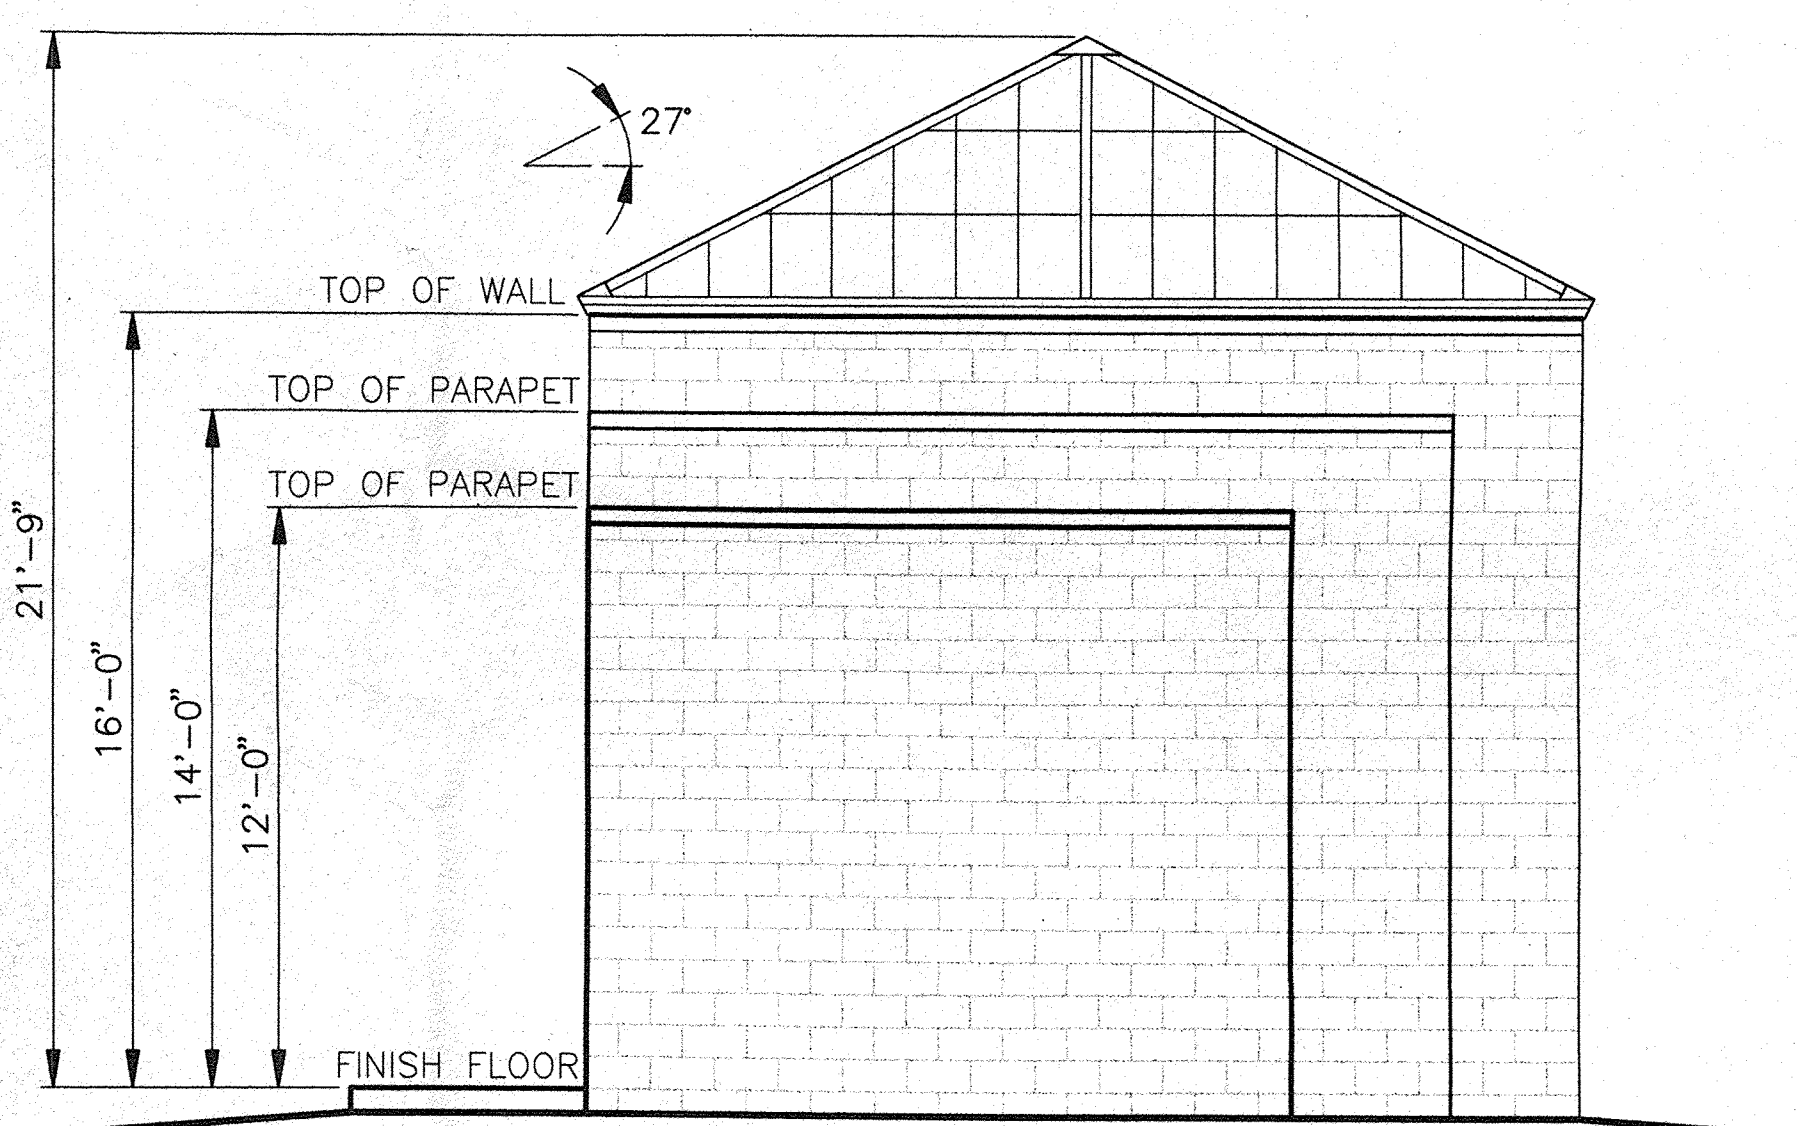 27°
TOP OF WALL
TOP OF PARAPET
TOP OF PARAPET
21'-9"
16'-0"
14'-0"
12'-0"
FINISH FLOOR